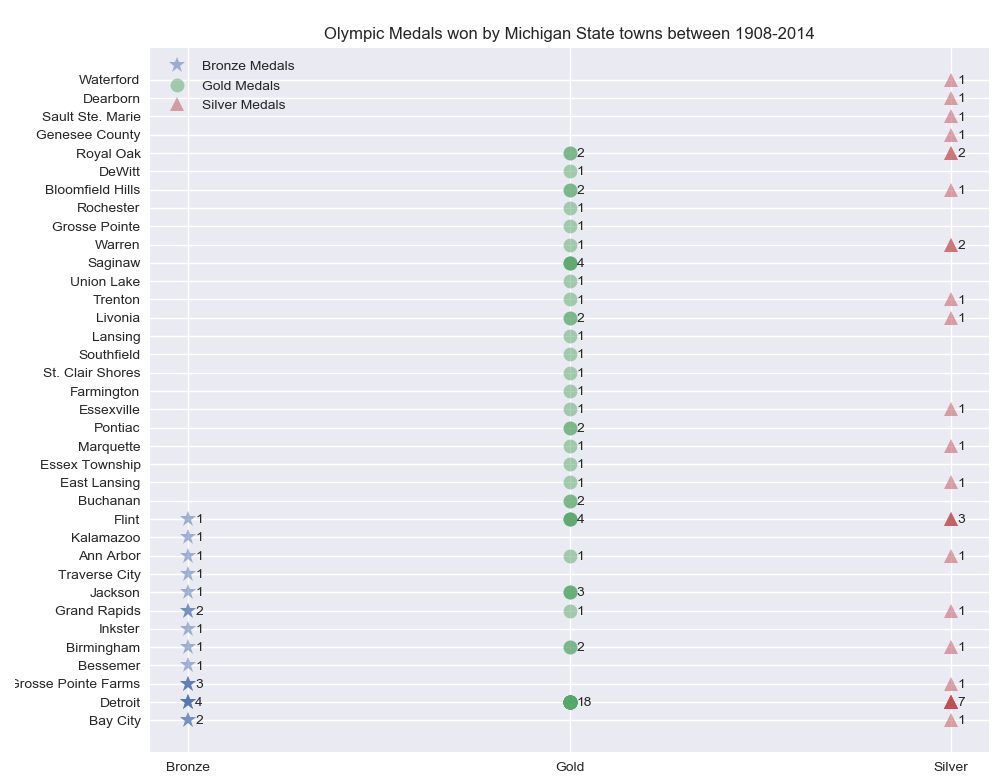 Olympic Medals won by Michigan State towns between 1908-2014
Bronze Medals
Gold Medals
Silver Medals
Waterford 1
Dearborn 1
Sault Ste. Marie 1
Genesee County 1
Royal Oak 2 2
DeWitt 1
Bloomfield Hills 2 1
Rochester 1
Grosse Pointe 1
Warren 1 2
Saginaw 4
Union Lake 1
Trenton 1 1
Livonia 2 1
Lansing 1
Southfield 1
St. Clair Shores 1
Farmington 1
Essexville 1 1
Pontiac 2
Marquette 1 1
Essex Township 1
East Lansing 1 1
Buchanan 2
Flint 1 4 3
Kalamazoo 1
Ann Arbor 1 1 1
Traverse City 1
Jackson 1 3
Grand Rapids 2 1 1
Inkster 1
Birmingham 1 2 1
Bessemer 1
Grosse Pointe Farms 3 1
Detroit 4 18 7
Bay City 2 1
Bronze Gold Silver